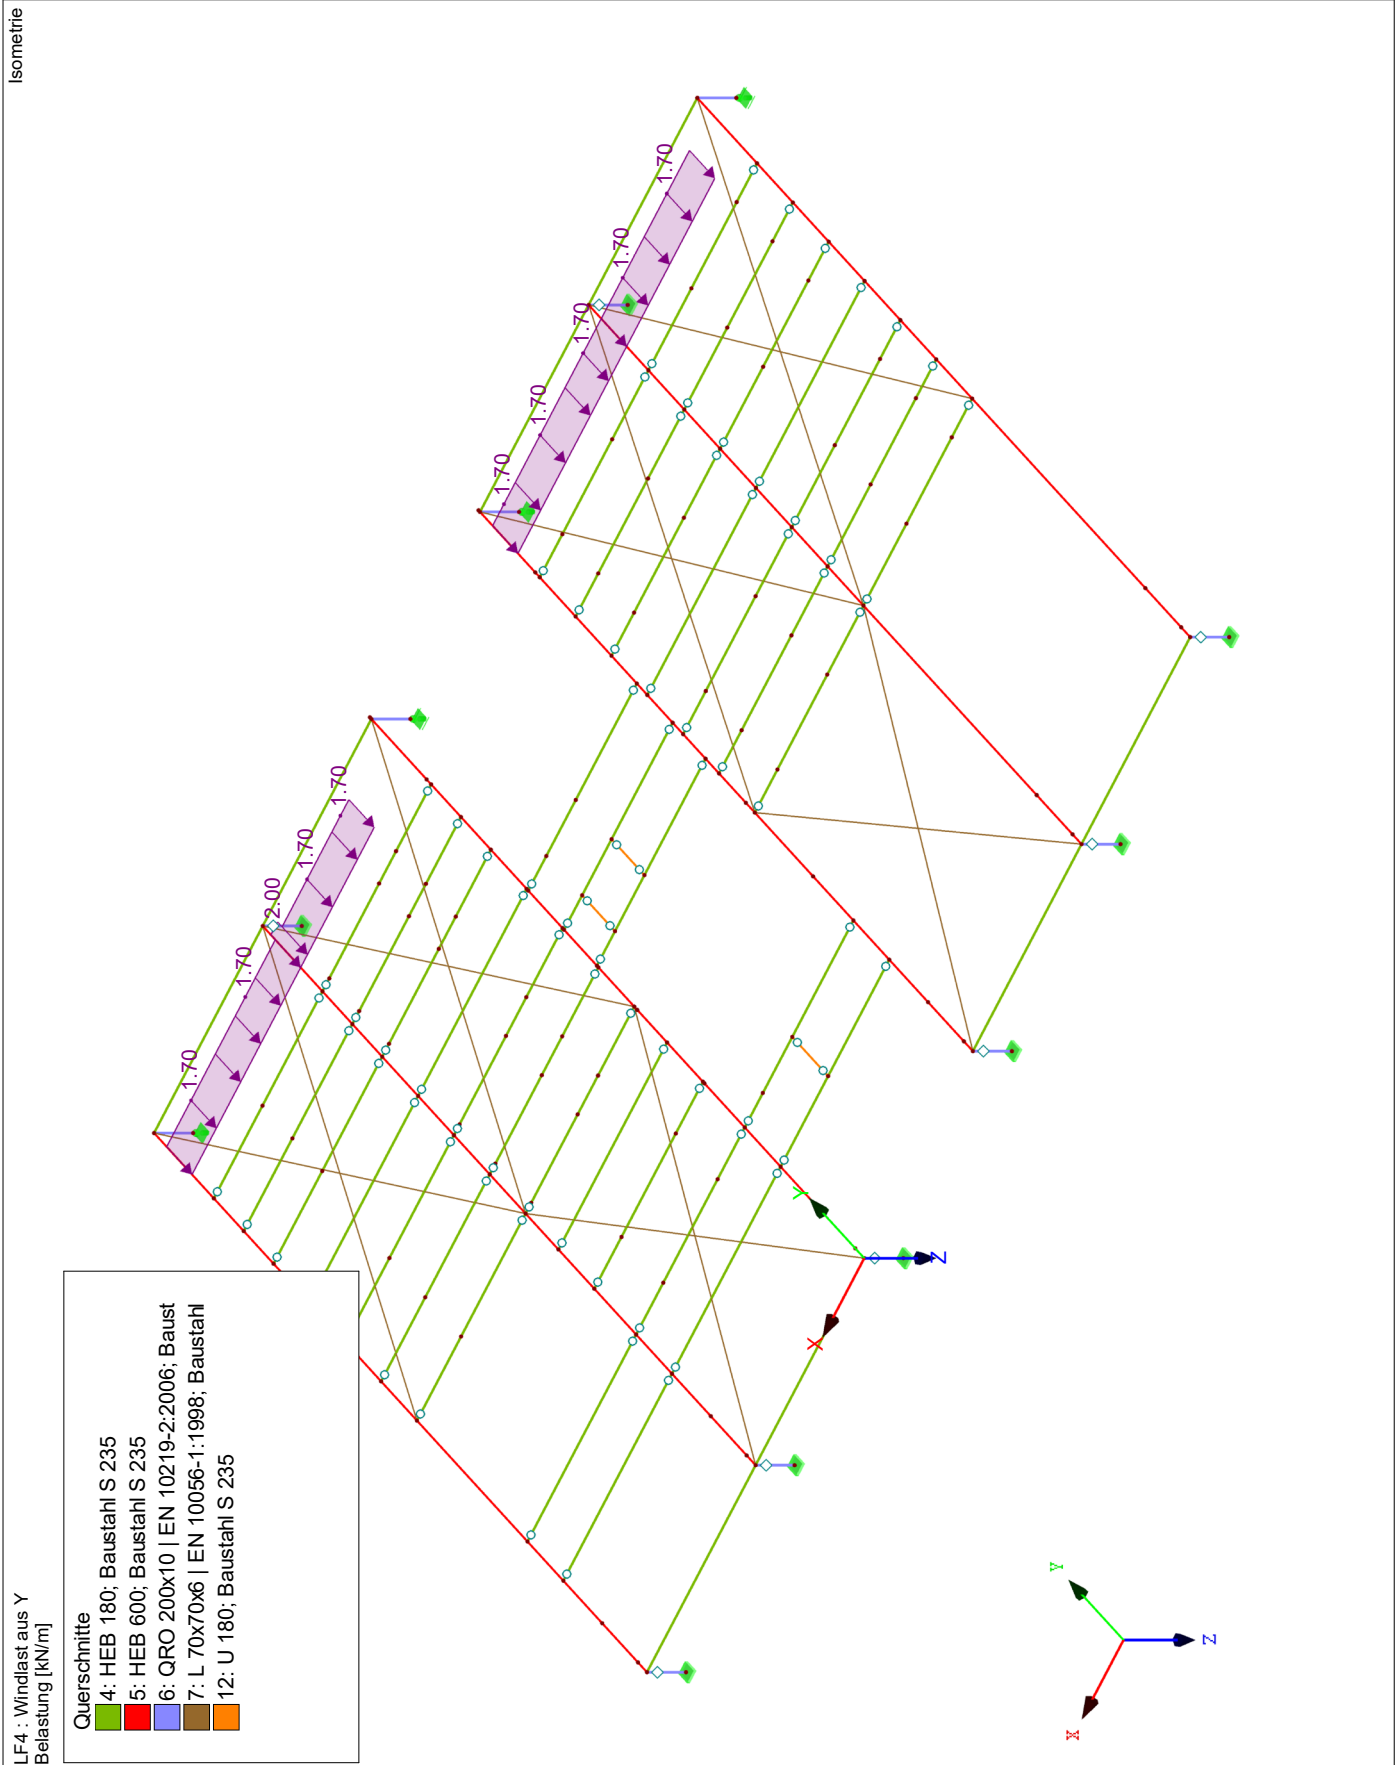 LF4 : Windlast aus Y
Belastung [kN/m]
Isometrie
Querschnitte
4: HEB 180; Baustahl S 235
5: HEB 600; Baustahl S 235
6: QRO 200x10 | EN 10219-2:2006; Baust
7: L 70x70x6 | EN 10056-1:1998; Baustahl
12: U 180; Baustahl S 235
1.70
1.70
2.00
1.70
1.70
1.70
1.70
1.70
1.70
1.70
X
Y
Z
X
Y
Z